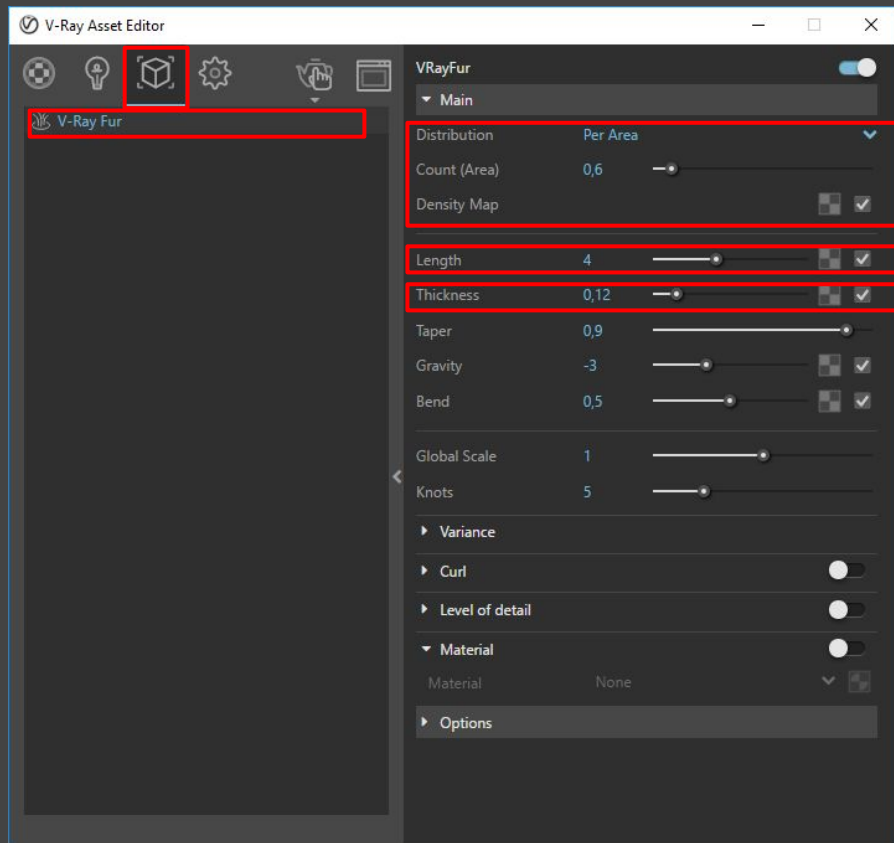 V-Ray Asset Editor
V-Ray Fur
VRayFur
Main
Distribution Per Area
Count (Area) 0,6
Density Map
Length 4
Thickness 0,12
Taper 0,9
Gravity -3
Bend 0,5
Global Scale 1
Knots 5
Variance
Curl
Level of detail
Material
Material None
Options